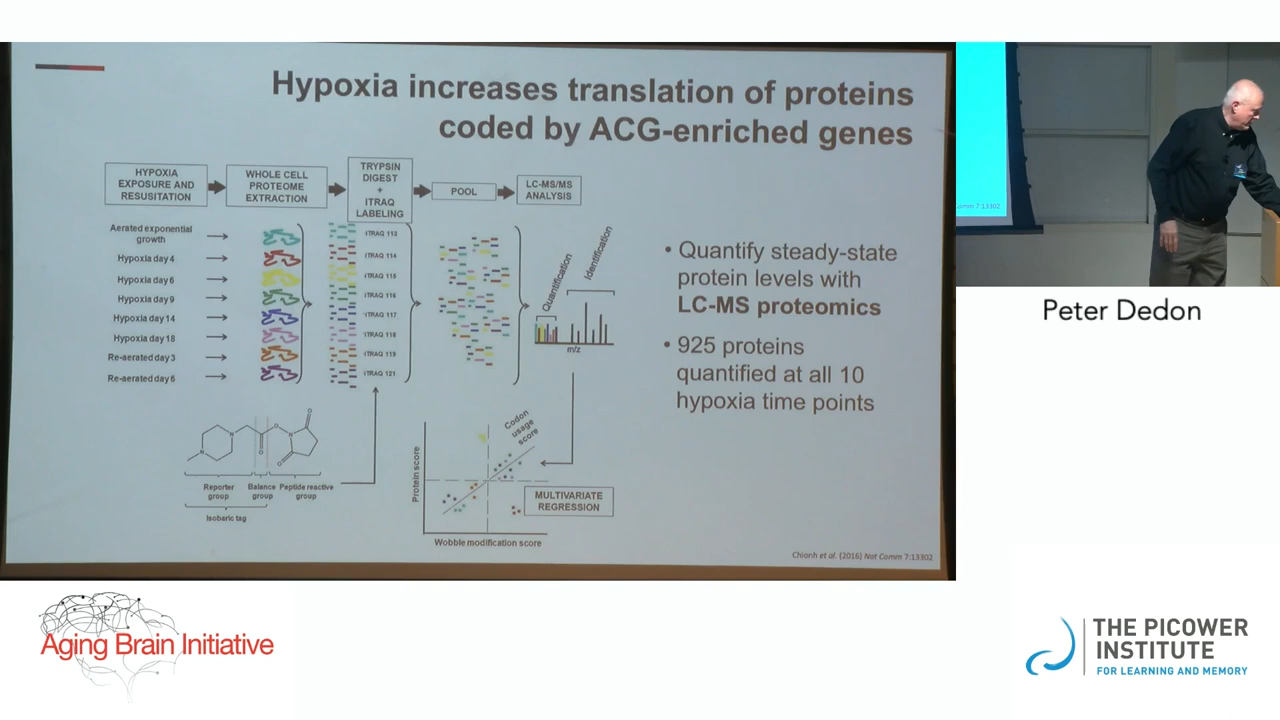 Hypoxia increases translation of proteins
coded by ACG-enriched genes
HYPOXIA
EXPOSURE AND
RESUSITATION
WHOLE CELL
PROTEOME
EXTRACTION
TRYPSIN
DIGEST
+
ITRAQ
LABELING
POOL
LC-MS/MS
ANALYSIS
Aerated exponential
growth
Hypoxia day 4
Hypoxia day 6
Hypoxia day 9
Hypoxia day 14
Hypoxia day 18
Re-aerated day 3
Re-aerated day 6
iTRAQ 113
iTRAQ 114
iTRAQ 115
iTRAQ 116
iTRAQ 117
iTRAQ 118
iTRAQ 119
iTRAQ 121
Quantification
Identification
m/z
• Quantify steady-state
protein levels with
LC-MS proteomics
• 925 proteins
quantified at all 10
hypoxia time points
N
N
O
O
N
O
O
Reporter
group
Balance
group
Peptide reactive
group
Isobaric tag
Protein score
Codon
usage
score
MULTIVARIATE
REGRESSION
Wobble modification score
Chionh et al. (2016) Nat Comm 7:13302
Comm 7:13302
Peter Dedon
Aging Brain Initiative
THE PICOWER
INSTITUTE
FOR LEARNING AND MEMORY